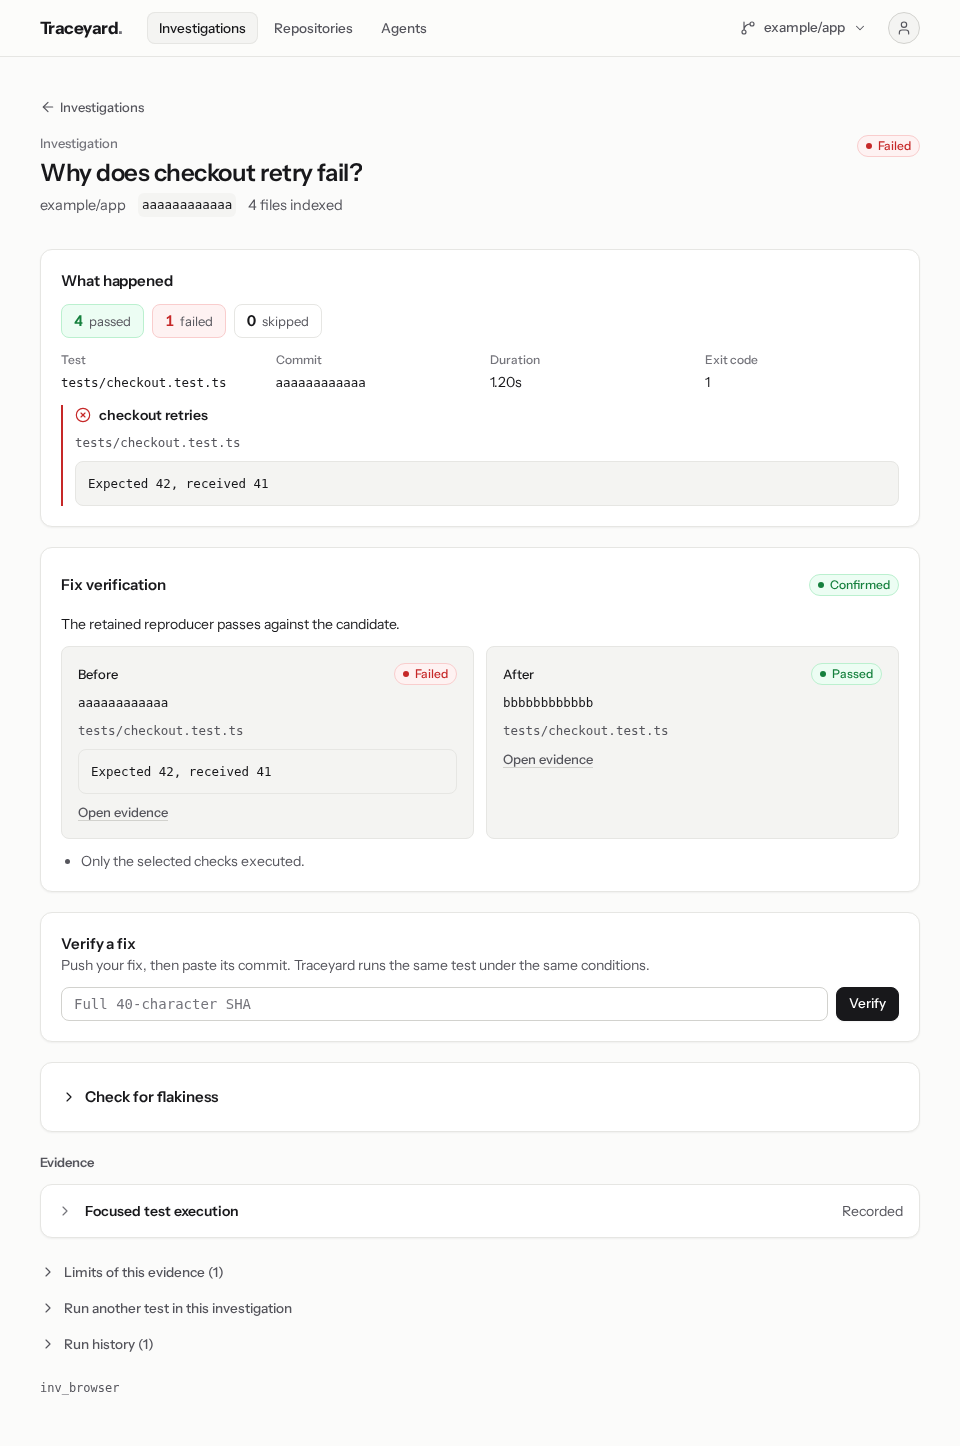 Traceyard. Investigations Repositories Agents example/app
Investigations
Investigation
Failed
Why does checkout retry fail?
example/app aaaaaaaaaaaa 4 files indexed
What happened
4 passed 1 failed 0 skipped
Test Commit Duration Exit code
tests/checkout.test.ts aaaaaaaaaaaa 1.20s 1
checkout retries
tests/checkout.test.ts
Expected 42, received 41
Fix verification Confirmed
The retained reproducer passes against the candidate.
Before Failed
aaaaaaaaaaaa
tests/checkout.test.ts
Expected 42, received 41
Open evidence
After Passed
bbbbbbbbbbbb
tests/checkout.test.ts
Open evidence
• Only the selected checks executed.
Verify a fix
Push your fix, then paste its commit. Traceyard runs the same test under the same conditions.
Full 40-character SHA Verify
Check for flakiness
Evidence
Focused test execution Recorded
Limits of this evidence (1)
Run another test in this investigation
Run history (1)
inv_browser